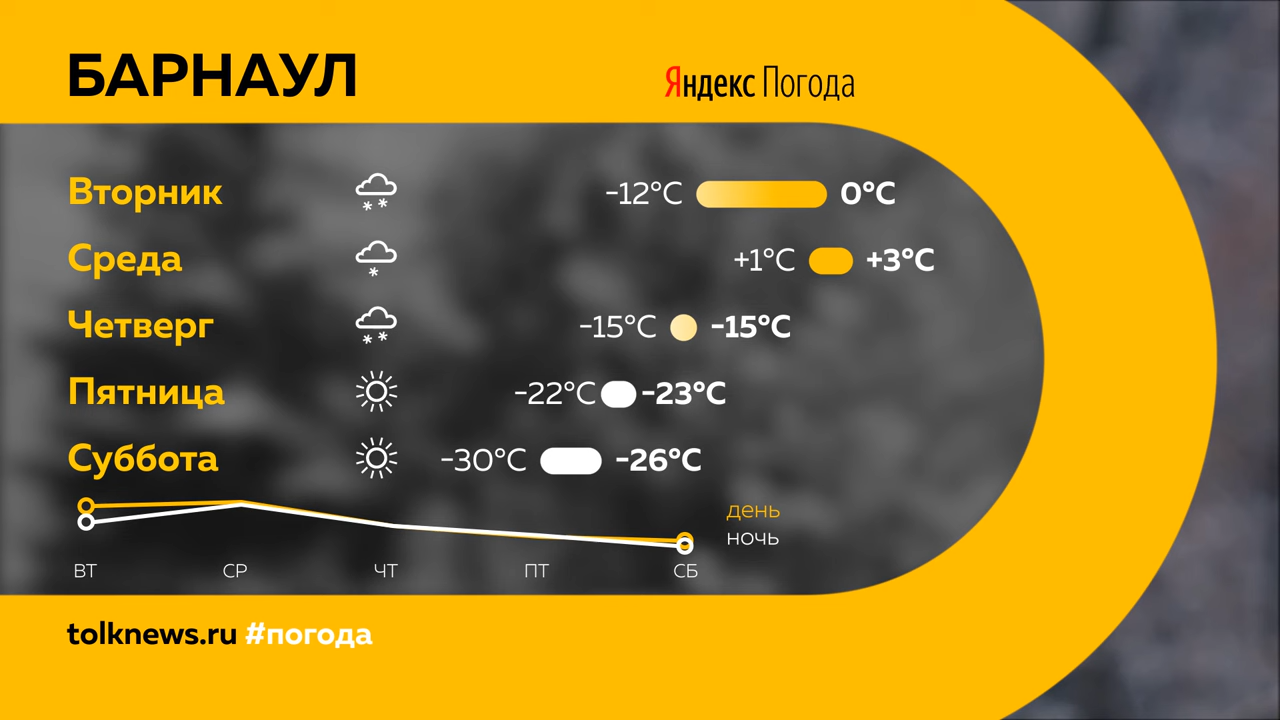 БАРНАУЛ
Яндекс Погода
Вторник -12°C 0°C
Среда +1°C +3°C
Четверг -15°C -15°C
Пятница -22°C -23°C
Суббота -30°C -26°C
день
ночь
ВТ СР ЧТ ПТ СБ
tolknews.ru #погода